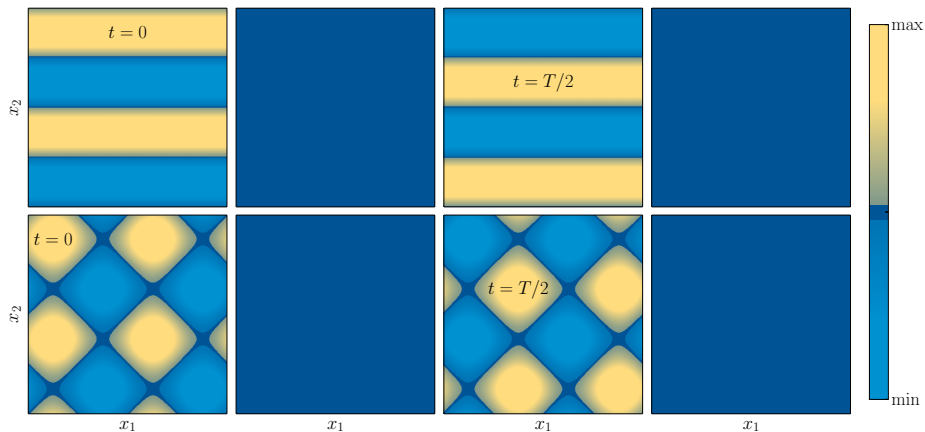 t = 0
t = T/2
max
x₂
t = 0
t = T/2
x₂
min
x₁
x₁
x₁
x₁